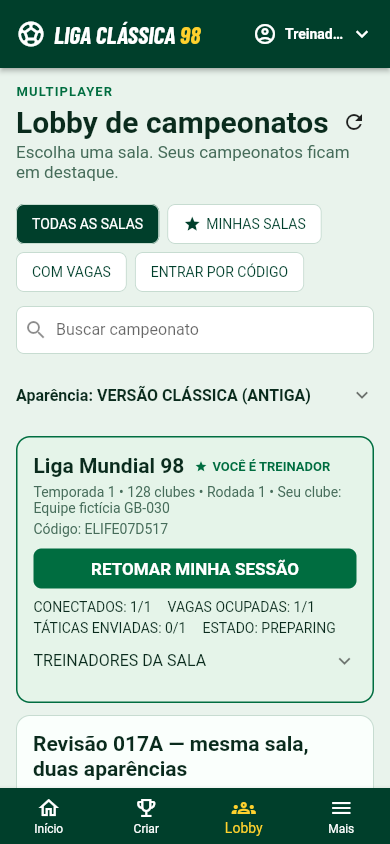 LIGA CLÁSSICA 98
Treinad...
MULTIPLAYER
Lobby de campeonatos
Escolha uma sala. Seus campeonatos ficam
em destaque.
TODAS AS SALAS
MINHAS SALAS
COM VAGAS
ENTRAR POR CÓDIGO
Buscar campeonato
Aparência: VERSÃO CLÁSSICA (ANTIGA)
Liga Mundial 98 ★ VOCÊ É TREINADOR
Temporada 1 • 128 clubes • Rodada 1 • Seu clube:
Equipe fictícia GB-030
Código: ELIFE07D517
RETOMAR MINHA SESSÃO
CONECTADOS: 1/1 VAGAS OCUPADAS: 1/1
TÁTICAS ENVIADAS: 0/1 ESTADO: PREPARING
TREINADORES DA SALA
Revisão 017A — mesma sala,
duas aparências
Início
Criar
Lobby
Mais